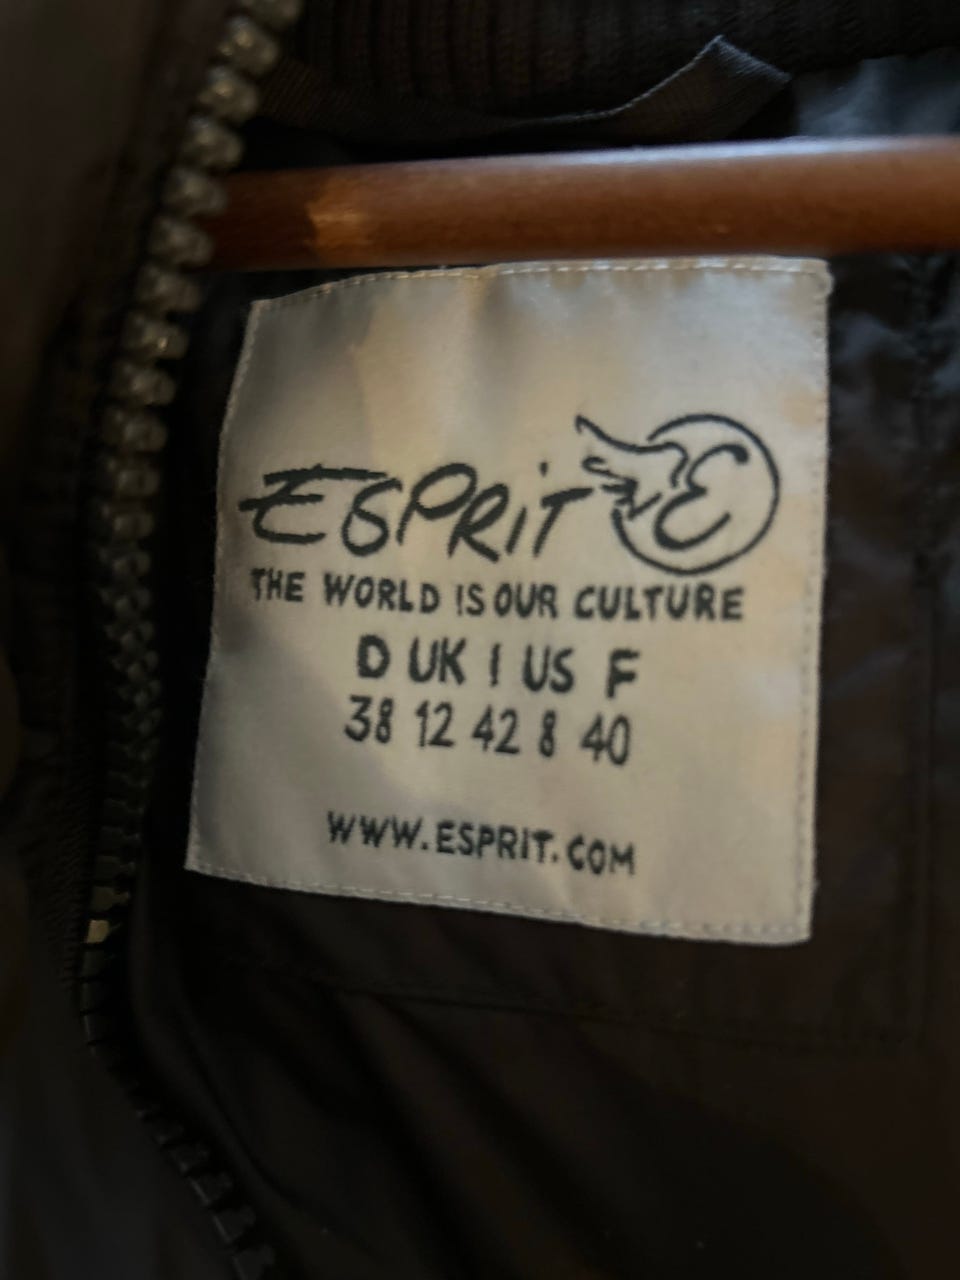 ESPRIT E
THE WORLD IS OUR CULTURE
D UK I US F
38 12 42 8 40
WWW.ESPRIT.COM